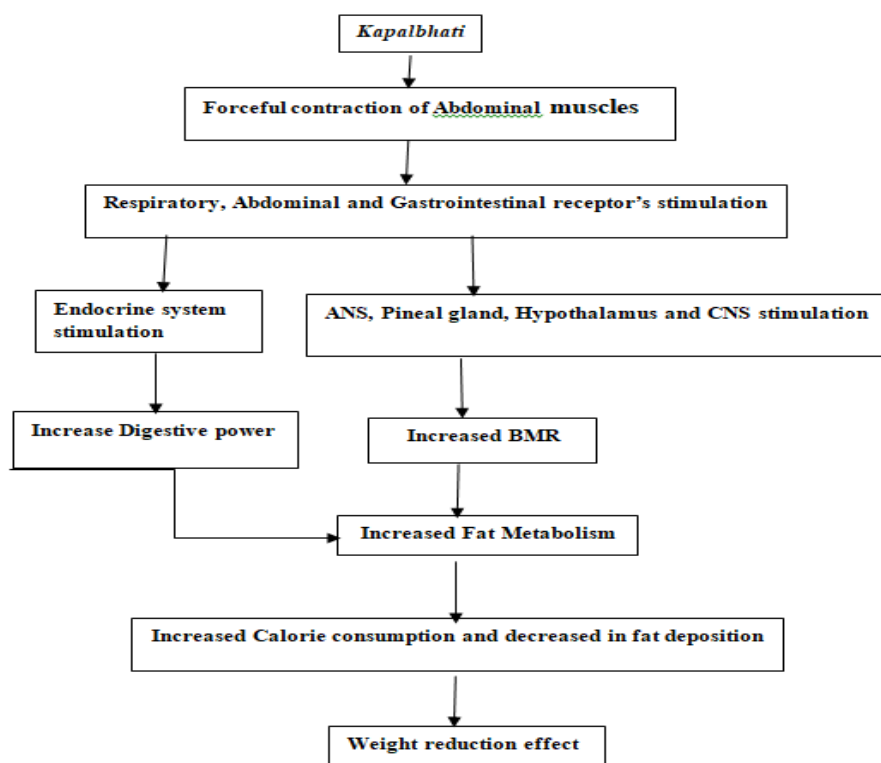 Kapalbhati
Forceful contraction of Abdominal muscles
Respiratory, Abdominal and Gastrointestinal receptor's stimulation
Endocrine system
stimulation
ANS, Pineal gland, Hypothalamus and CNS stimulation
Increase Digestive power
Increased BMR
Increased Fat Metabolism
Increased Calorie consumption and decreased in fat deposition
Weight reduction effect